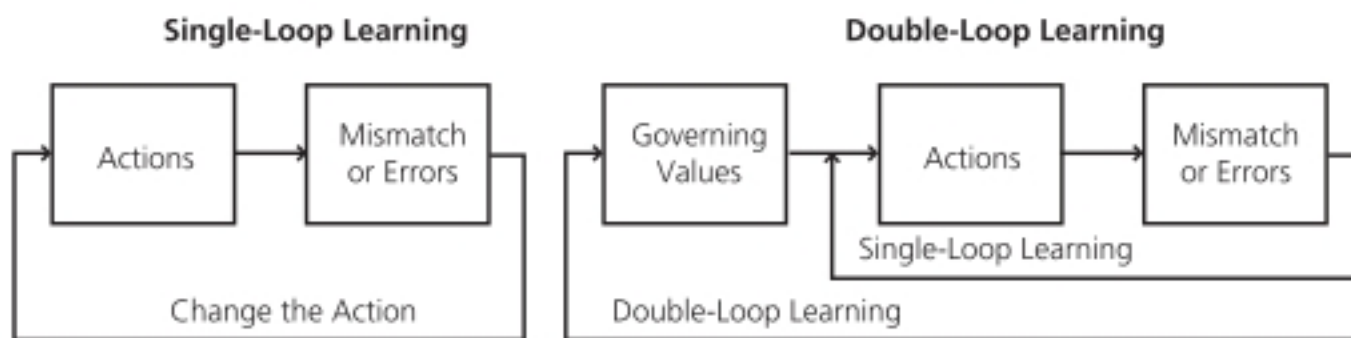 Single-Loop Learning
Actions
Mismatch
or Errors
Change the Action
Double-Loop Learning
Governing
Values
Actions
Mismatch
or Errors
Single-Loop Learning
Double-Loop Learning